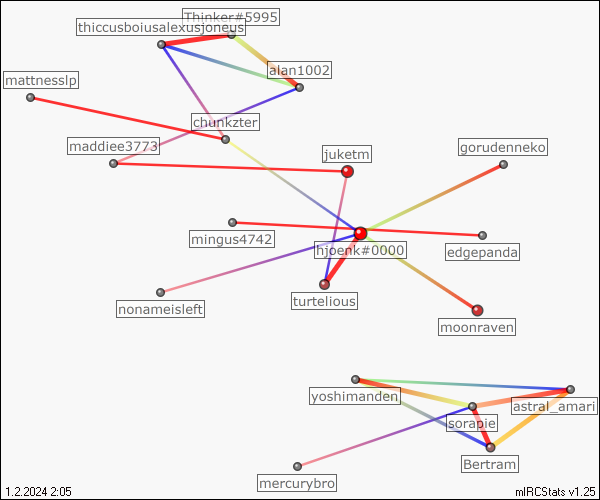 Thinker#5995
thiccusboiusalexusjoneus
alan1002
mattnesslp
chunkzter
maddiee3773
juketm
gorudenneko
mingus4742
hjoenk#0000
edgepanda
nonameisleft
turtelious
moonraven
yoshimanden
astral_amari
sorapie
Bertram
mercurybro
1.2.2024 2:05
mIRCStats v1.25